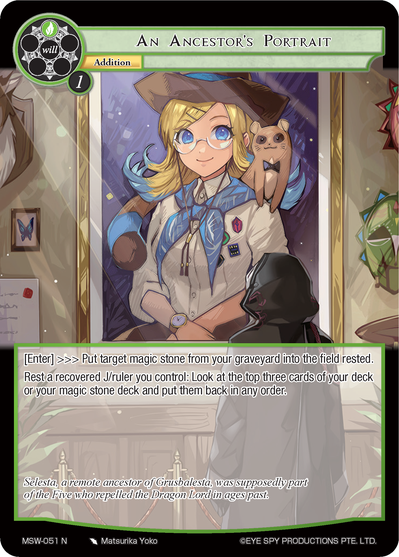 An Ancestor's Portrait
will
Addition
1
[Enter] >>> Put target magic stone from your graveyard into the field rested.
Rest a recovered J/ruler you control: Look at the top three cards of your deck
or your magic stone deck and put them back in any order.
Selesta, a remote ancestor of Grusbalesta, was supposedly part
of the Five who repelled the Dragon Lord in ages past.
MSW-051 N Matsurika Yoko ©EYE SPY PRODUCTIONS PTE. LTD.